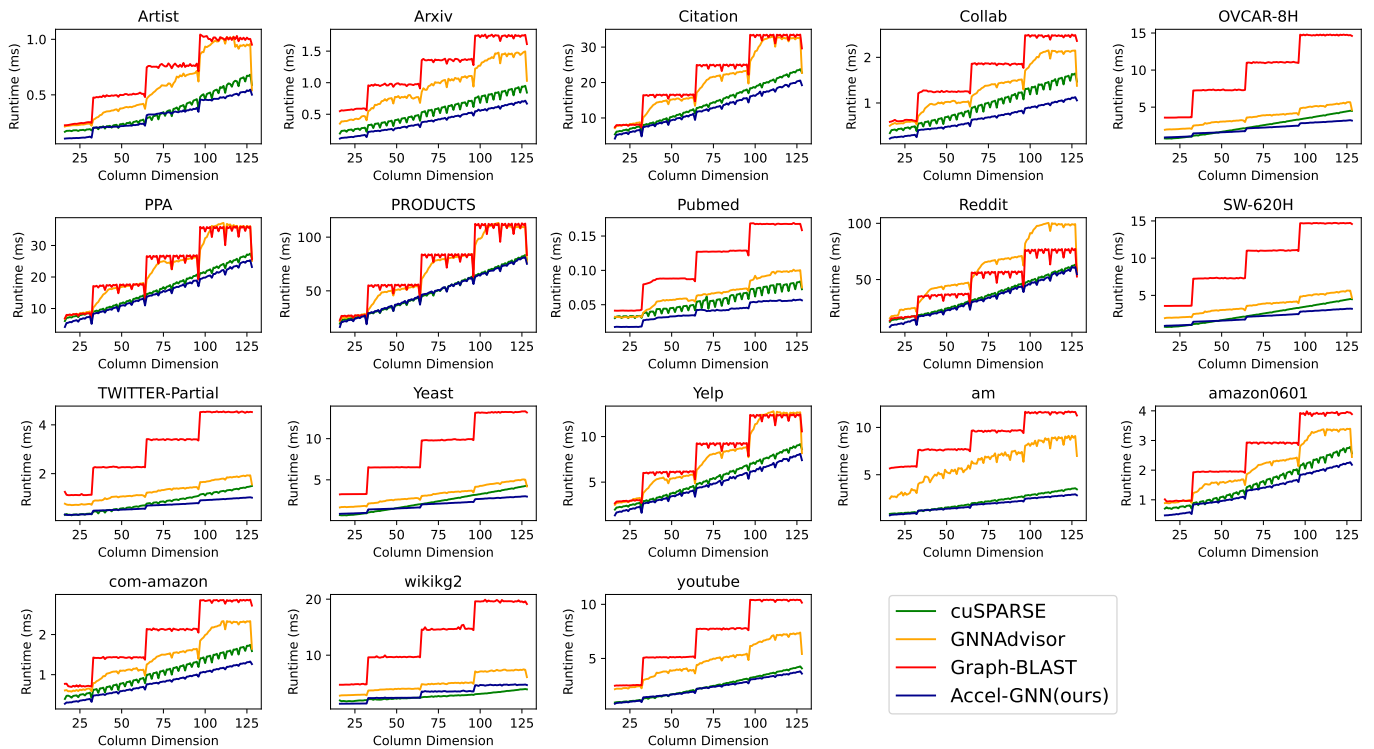 Artist
Arxiv
Citation
Collab
OVCAR-8H
Runtime (ms)
1.0
0.5
25 50 75 100 125
Column Dimension
Runtime (ms)
1.5
1.0
0.5
25 50 75 100 125
Column Dimension
Runtime (ms)
30
20
10
25 50 75 100 125
Column Dimension
Runtime (ms)
2
1
25 50 75 100 125
Column Dimension
Runtime (ms)
15
10
5
25 50 75 100 125
Column Dimension
PPA
PRODUCTS
Pubmed
Reddit
SW-620H
Runtime (ms)
30
20
10
25 50 75 100 125
Column Dimension
Runtime (ms)
100
50
25 50 75 100 125
Column Dimension
Runtime (ms)
0.15
0.10
0.05
25 50 75 100 125
Column Dimension
Runtime (ms)
100
50
25 50 75 100 125
Column Dimension
Runtime (ms)
15
10
5
25 50 75 100 125
Column Dimension
TWITTER-Partial
Yeast
Yelp
am
amazon0601
Runtime (ms)
4
2
25 50 75 100 125
Column Dimension
Runtime (ms)
10
5
25 50 75 100 125
Column Dimension
Runtime (ms)
10
5
25 50 75 100 125
Column Dimension
Runtime (ms)
10
5
25 50 75 100 125
Column Dimension
Runtime (ms)
4
3
2
1
25 50 75 100 125
Column Dimension
com-amazon
wikikg2
youtube
Runtime (ms)
2
1
25 50 75 100 125
Column Dimension
Runtime (ms)
20
10
25 50 75 100 125
Column Dimension
Runtime (ms)
10
5
25 50 75 100 125
Column Dimension
cuSPARSE
GNNAdvisor
Graph-BLAST
Accel-GNN(ours)